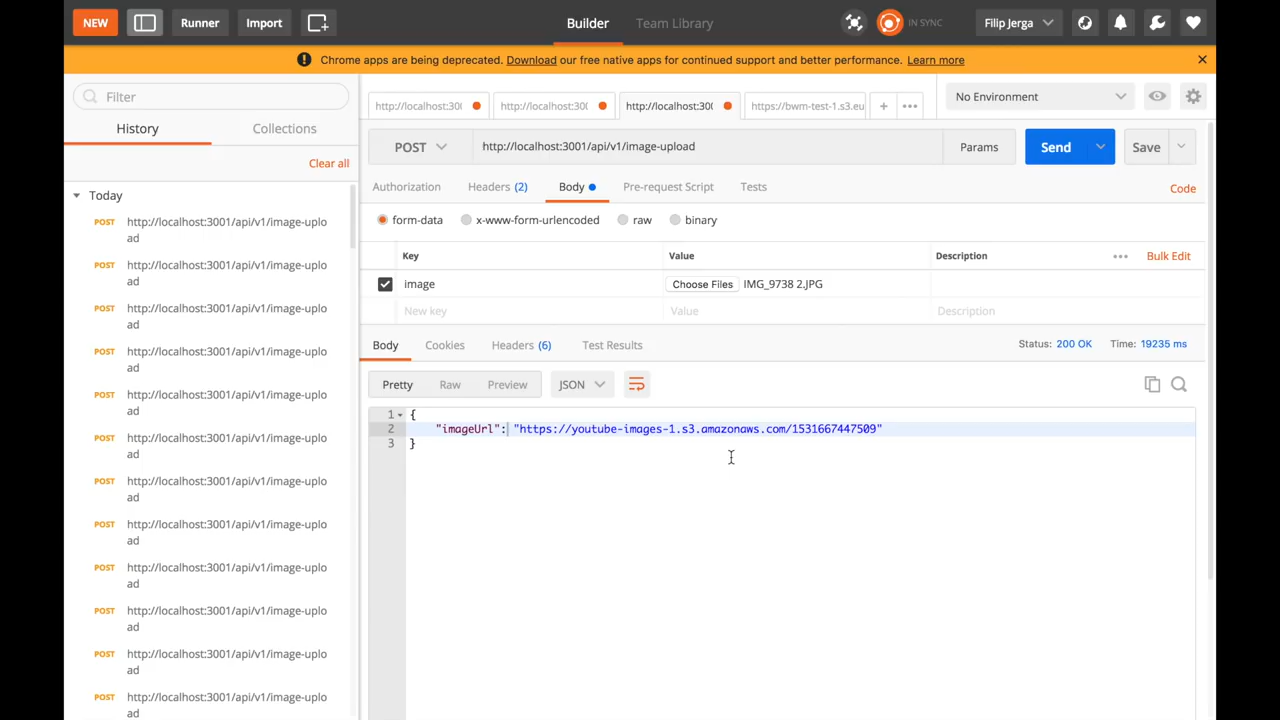 NEW
Runner
Import
Builder
Team Library
IN SYNC
Filip Jerga
Chrome apps are being deprecated. Download our free native apps for continued support and better performance. Learn more
Filter
History
Collections
Clear all
Today
POST http://localhost:3001/api/v1/image-uplo
ad
POST http://localhost:3001/api/v1/image-uplo
ad
POST http://localhost:3001/api/v1/image-uplo
ad
POST http://localhost:3001/api/v1/image-uplo
ad
POST http://localhost:3001/api/v1/image-uplo
ad
POST http://localhost:3001/api/v1/image-uplo
ad
POST http://localhost:3001/api/v1/image-uplo
ad
POST http://localhost:3001/api/v1/image-uplo
ad
POST http://localhost:3001/api/v1/image-uplo
ad
POST http://localhost:3001/api/v1/image-uplo
ad
POST http://localhost:3001/api/v1/image-uplo
ad
POST http://localhost:3001/api/v1/image-uplo
ad
http://localhost:30(
http://localhost:30(
http://localhost:30(
https://bwm-test-1.s3.eu
No Environment
POST
http://localhost:3001/api/v1/image-upload
Params
Send
Save
Authorization
Headers (2)
Body
Pre-request Script
Tests
Code
form-data
x-www-form-urlencoded
raw
binary
Key
Value
Description
Bulk Edit
image
Choose Files IMG_9738 2.JPG
New key
Value
Description
Body
Cookies
Headers (6)
Test Results
Status: 200 OK
Time: 19235 ms
Pretty
Raw
Preview
JSON
1 {
2 "imageUrl": "https://youtube-images-1.s3.amazonaws.com/1531667447509"
3 }